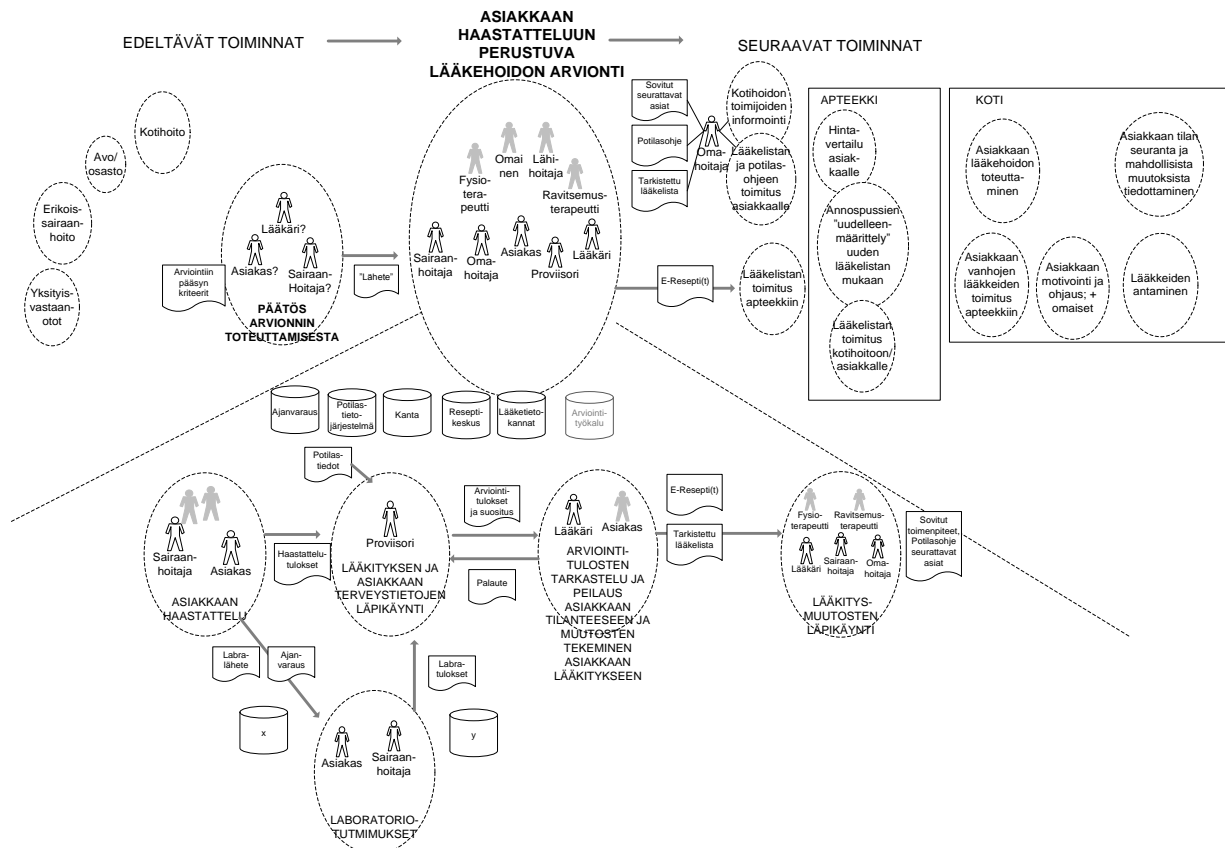 EDELTÄVÄT TOIMINNAT
ASIAKKAAN
HAASTATTELUUN
PERUSTUVA
LÄÄKEHOIDON ARVIONTI
SEURAAVAT TOIMINNAT
Kotihoito
Avo/
osasto
Erikois-
sairaan-
hoito
Yksityis-
vastaan-
otot
Arviointiin
pääsyn
kriteerit
Lääkäri?
Asiakas?
Sairaan-
Hoitaja?
PÄÄTÖS
ARVIONNIN
TOTEUTTAMISESTA
"Lähete"
Omai
nen
Lähi-
hoitaja
Fysio-
terapeutti
Ravitsemus-
terapeutti
Sairaan-
hoitaja
Oma-
hoitaja
Asiakas
Proviisori
Lääkäri
Sovitut
seurattavat
asiat
Potilasohje
Tarkistettu
lääkelista
Oma-
hoitaja
Kotihoidon
toimijoiden
informointi
Lääkelistan
ja potilas-
ohjeen
toimitus
asiakkaalle
E-Resepti(t)
Lääkelistan
toimitus
apteekkiin
APTEEKKI
Hinta-
vertailu
asiak-
kaalle
Annospussien
"uudelleen-
määrittely"
uuden
lääkelistan
mukaan
Lääkelistan
toimitus
kotihoitoon/
asiakkalle
KOTI
Asiakkaan
lääkehoidon
toteutta-
minen
Asiakkaan tilan
seuranta ja
mahdollisista
muutoksista
tiedottaminen
Asiakkaan
vanhojen
lääkkeiden
toimitus
apteekkiin
Asiakkaan
motivointi ja
ohjaus; +
omaiset
Lääkkeiden
antaminen
Ajanvaraus
Potilas-
tieto-
järjestelmä
Kanta
Resepti-
keskus
Lääketieto-
kannat
Arviointi-
työkalu
Potilas-
tiedot
Sairaan-
hoitaja
Asiakas
ASIAKKAAN
HAASTATTELU
Haastattelu-
tulokset
Proviisori
LÄÄKITYKSEN JA
ASIAKKAAN
TERVEYSTIETOJEN
LÄPIKÄYNTI
Arviointi-
tulokset
ja suositus
Palaute
Lääkäri
Asiakas
ARVIOINTI-
TULOSTEN
TARKASTELU JA
PEILAUS
ASIAKKAAN
TILANTEESEEN JA
MUUTOSTEN
TEKEMINEN
ASIAKKAAN
LÄÄKITYKSEEN
E-Resepti(t)
Tarkistettu
lääkelista
Fysio-
terapeutti
Ravitsemus-
terapeutti
Lääkäri
Sairaan-
hoitaja
Oma-
hoitaja
LÄÄKITYS-
MUUTOSTEN
LÄPIKÄYNTI
Sovitut
toimenpiteet,
Potilasohje
seurattavat
asiat
Labra-
lähete
Ajan-
varaus
Labra-
tulokset
x
y
Asiakas
Sairaan-
hoitaja
LABORATORIO-
TUTMIMUKSET